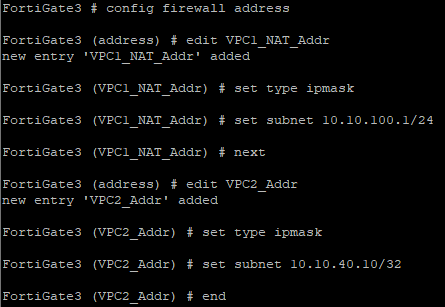 FortiGate3 # config firewall address
FortiGate3 (address) # edit VPC1_NAT_Addr
new entry 'VPC1_NAT_Addr' added
FortiGate3 (VPC1_NAT_Addr) # set type ipmask
FortiGate3 (VPC1_NAT_Addr) # set subnet 10.10.100.1/24
FortiGate3 (VPC1_NAT_Addr) # next
FortiGate3 (address) # edit VPC2_Addr
new entry 'VPC2_Addr' added
FortiGate3 (VPC2_Addr) # set type ipmask
FortiGate3 (VPC2_Addr) # set subnet 10.10.40.10/32
FortiGate3 (VPC2_Addr) # end